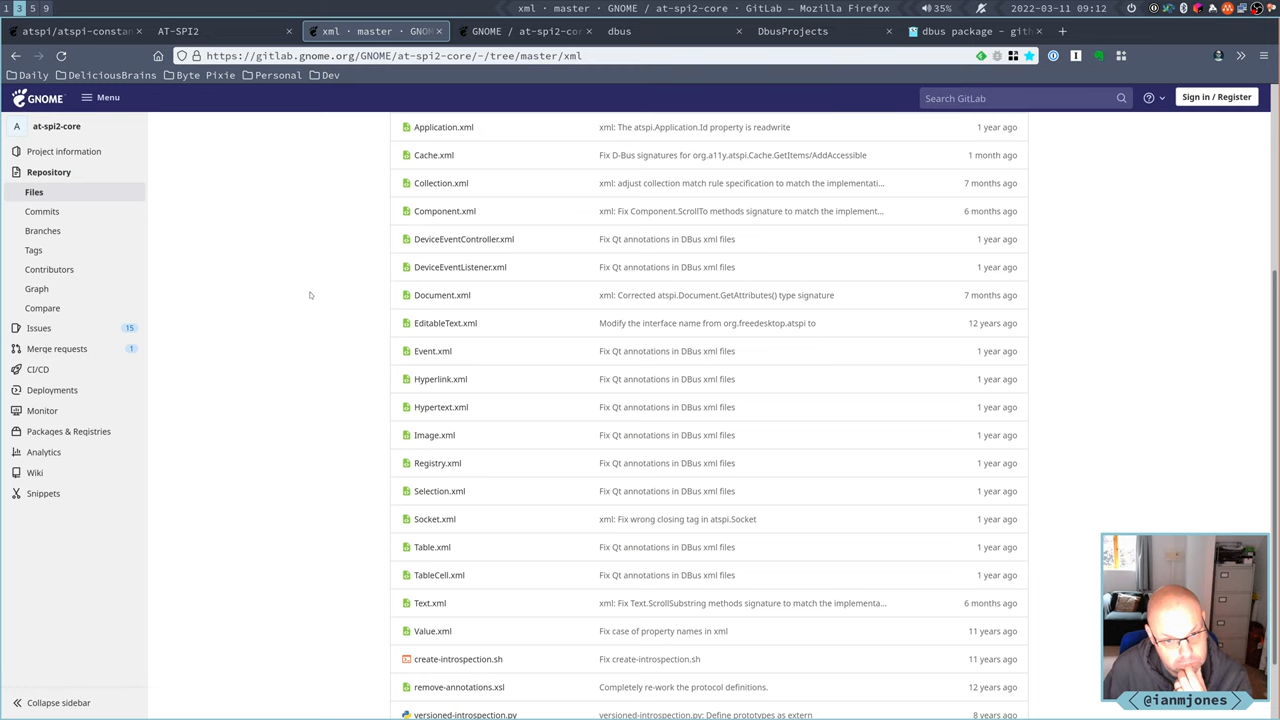 1 3 5 9 xml · master · GNOME / at-spi2-core · GitLab — Mozilla Firefox 35% 2022-03-11 09:12
atspi/atspi-constan AT-SPI2 xml · master · GNO GNOME / at-spi2-co dbus DbusProjects dbus package - gith
https://gitlab.gnome.org/GNOME/at-spi2-core/-/tree/master/xml
Daily DeliciousBrains Byte Pixie Personal Dev
GNOME Menu Search GitLab Sign in / Register
A at-spi2-core
Project information
Repository
Files
Commits
Branches
Tags
Contributors
Graph
Compare
Issues 15
Merge requests 1
CI/CD
Deployments
Monitor
Packages & Registries
Analytics
Wiki
Snippets
Collapse sidebar
Application.xml xml: The atspi.Application.Id property is readwrite 1 year ago
Cache.xml Fix D-Bus signatures for org.a11y.atspi.Cache.GetItems/AddAccessible 1 month ago
Collection.xml xml: adjust collection match rule specification to match the implementati... 7 months ago
Component.xml xml: Fix Component.ScrollTo methods signature to match the implement... 6 months ago
DeviceEventController.xml Fix Qt annotations in DBus xml files 1 year ago
DeviceEventListener.xml Fix Qt annotations in DBus xml files 1 year ago
Document.xml xml: Corrected atspi.Document.GetAttributes() type signature 7 months ago
EditableText.xml Modify the interface name from org.freedesktop.atspi to 12 years ago
Event.xml Fix Qt annotations in DBus xml files 1 year ago
Hyperlink.xml Fix Qt annotations in DBus xml files 1 year ago
Hypertext.xml Fix Qt annotations in DBus xml files 1 year ago
Image.xml Fix Qt annotations in DBus xml files 1 year ago
Registry.xml Fix Qt annotations in DBus xml files 1 year ago
Selection.xml Fix Qt annotations in DBus xml files 1 year ago
Socket.xml xml: Fix wrong closing tag in atspi.Socket 1 year ago
Table.xml Fix Qt annotations in DBus xml files 1 year ago
TableCell.xml Fix Qt annotations in DBus xml files 1 year ago
Text.xml xml: Fix Text.ScrollSubstring methods signature to match the implementa... 6 months ago
Value.xml Fix case of property names in xml 11 years ago
create-introspection.sh Fix create-introspection.sh 11 years ago
remove-annotations.xsl Completely re-work the protocol definitions. 12 years ago
versioned-introspection.py versioned-introspection.py: Define prototypes as extern 8 years ago
@ianmjones